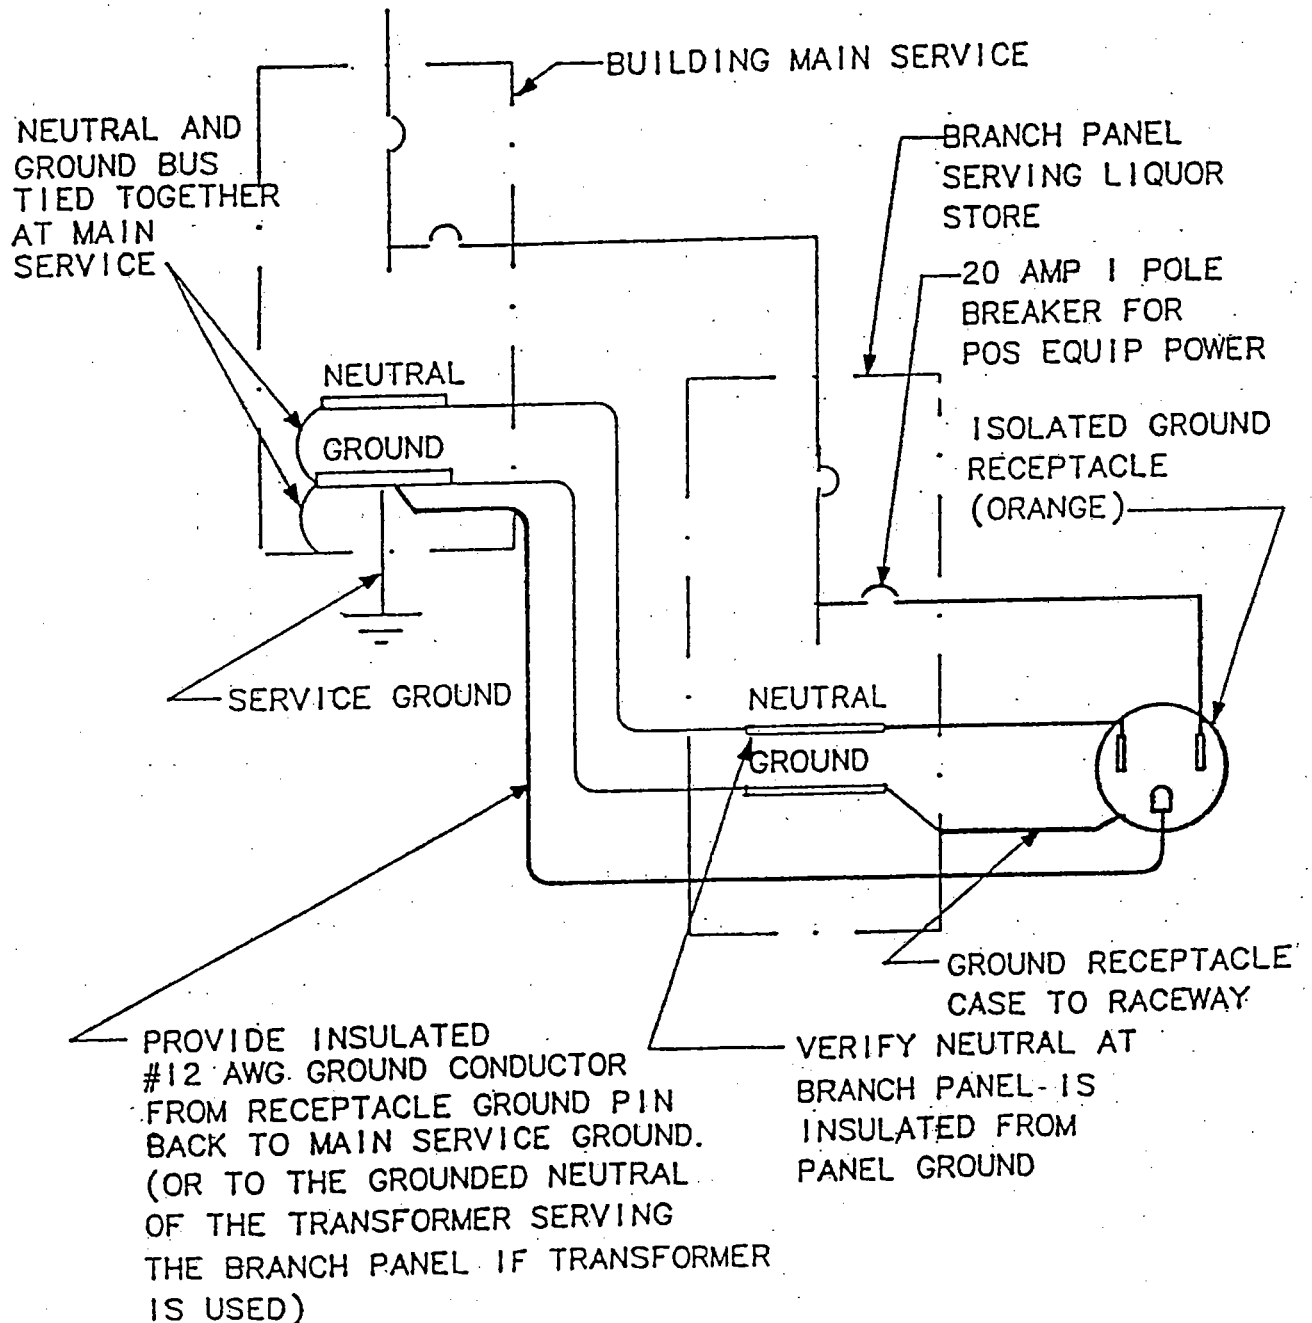 BUILDING MAIN SERVICE
NEUTRAL AND
GROUND BUS
TIED TOGETHER
AT MAIN
SERVICE
BRANCH PANEL
SERVING LIQUOR
STORE
20 AMP 1 POLE
BREAKER FOR
POS EQUIP POWER
NEUTRAL
GROUND
ISOLATED GROUND
RECEPTACLE
(ORANGE)
SERVICE GROUND
NEUTRAL
GROUND
GROUND RECEPTACLE
CASE TO RACEWAY
PROVIDE INSULATED
#12 AWG. GROUND CONDUCTOR
FROM RECEPTACLE GROUND PIN
BACK TO MAIN SERVICE GROUND.
(OR TO THE GROUNDED NEUTRAL
OF THE TRANSFORMER SERVING
THE BRANCH PANEL IF TRANSFORMER
IS USED)
VERIFY NEUTRAL AT
BRANCH PANEL IS
INSULATED FROM
PANEL GROUND